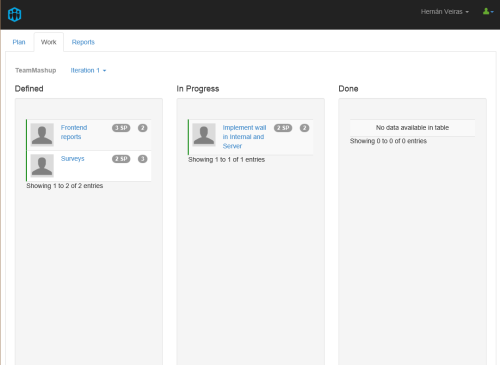 Hernán Veiras
Plan Work Reports
TeamMashup Iteration 1
Defined
Frontend reports 3 SP 2
Surveys 2 SP 3
Showing 1 to 2 of 2 entries
In Progress
Implement wall in Internal and Server 2 SP 2
Showing 1 to 1 of 1 entries
Done
No data available in table
Showing 0 to 0 of 0 entries